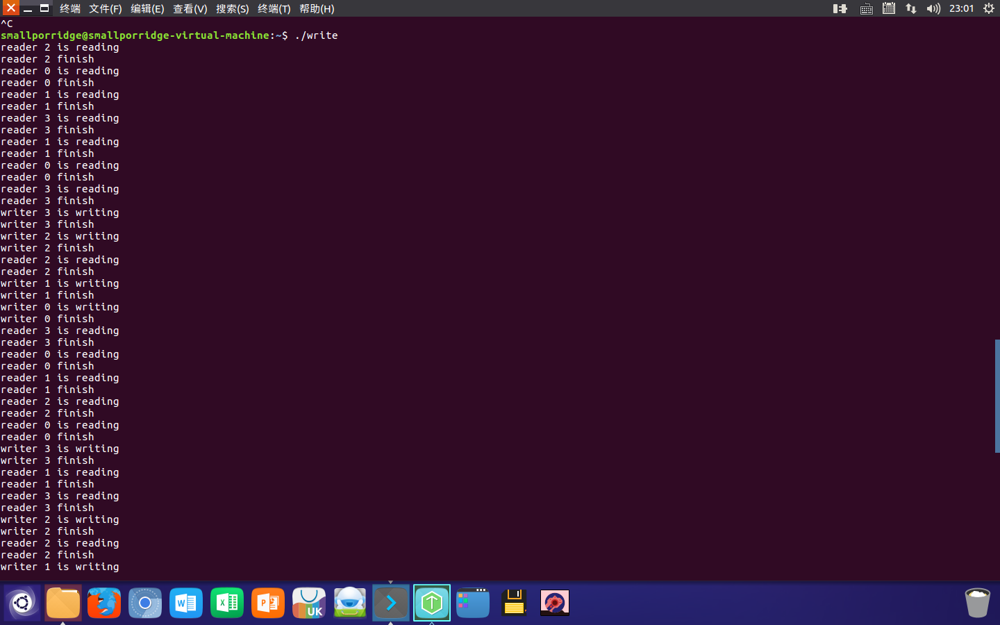 终端 文件(F) 编辑(E) 查看(V) 搜索(S) 终端(T) 帮助(H) 23:01
^C
smallporridge@smallporridge-virtual-machine:~$ ./write
reader 2 is reading
reader 2 finish
reader 0 is reading
reader 0 finish
reader 1 is reading
reader 1 finish
reader 3 is reading
reader 3 finish
reader 1 is reading
reader 1 finish
reader 0 is reading
reader 0 finish
reader 3 is reading
reader 3 finish
writer 3 is writing
writer 3 finish
writer 2 is writing
writer 2 finish
reader 2 is reading
reader 2 finish
writer 1 is writing
writer 1 finish
writer 0 is writing
writer 0 finish
reader 3 is reading
reader 3 finish
reader 0 is reading
reader 0 finish
reader 1 is reading
reader 1 finish
reader 2 is reading
reader 2 finish
reader 0 is reading
reader 0 finish
writer 3 is writing
writer 3 finish
reader 1 is reading
reader 1 finish
reader 3 is reading
reader 3 finish
writer 2 is writing
writer 2 finish
reader 2 is reading
reader 2 finish
writer 1 is writing
W X P UK